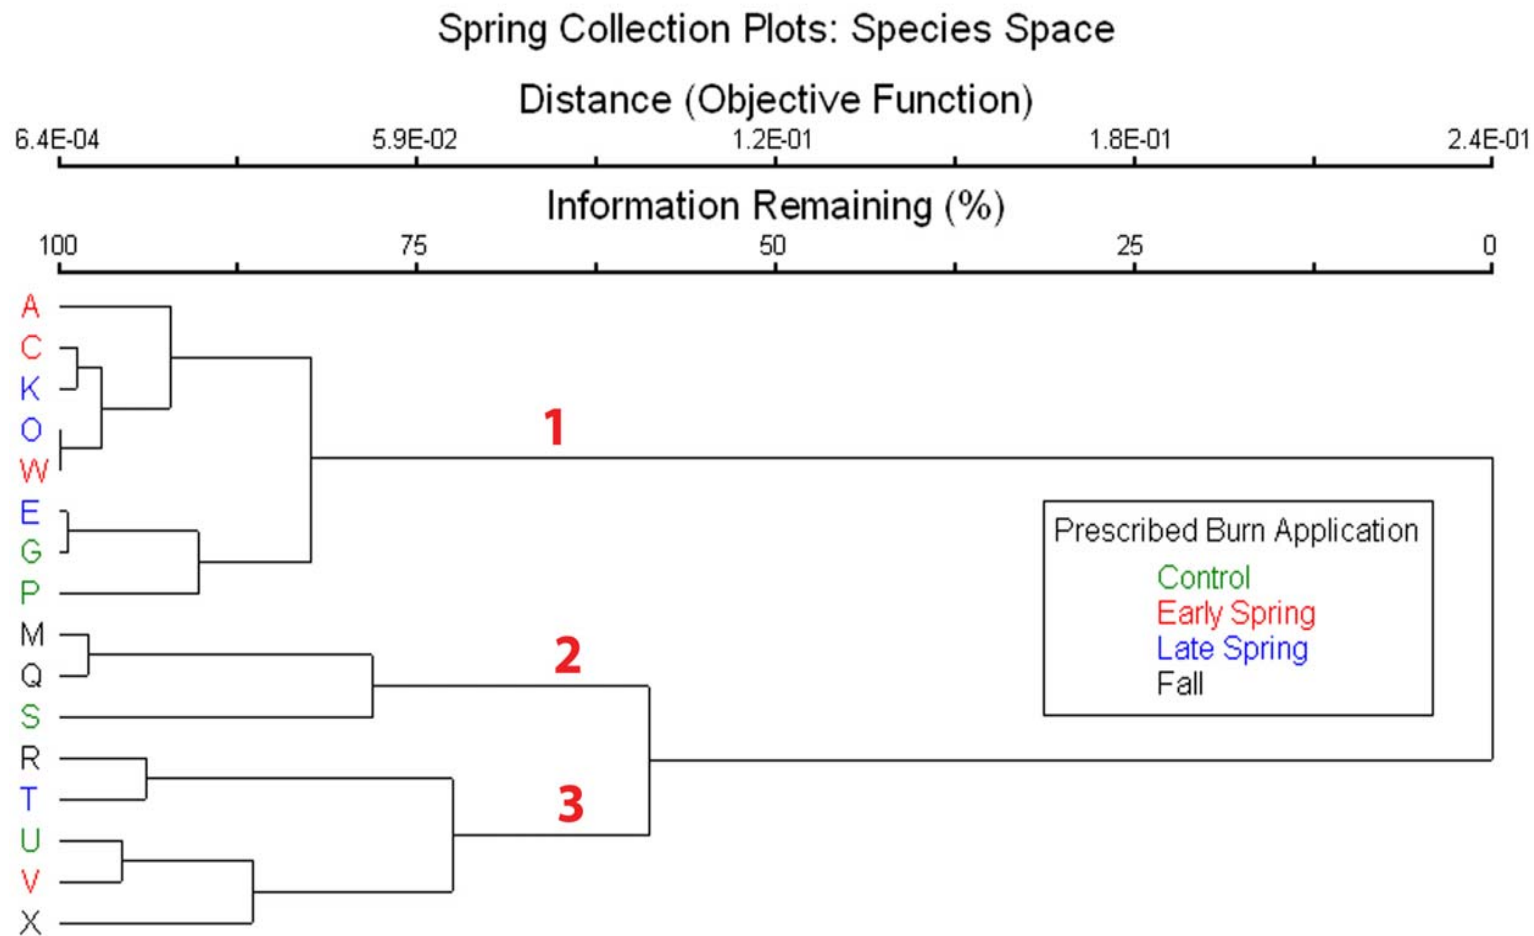 Spring Collection Plots: Species Space
Distance (Objective Function)
6.4E-04 5.9E-02 1.2E-01 1.8E-01 2.4E-01
Information Remaining (%)
100 75 50 25 0
A
C
K
O
1
W
E
G
P
M
2
Q
S
R
T
3
U
V
X
Prescribed Burn Application
Control
Early Spring
Late Spring
Fall